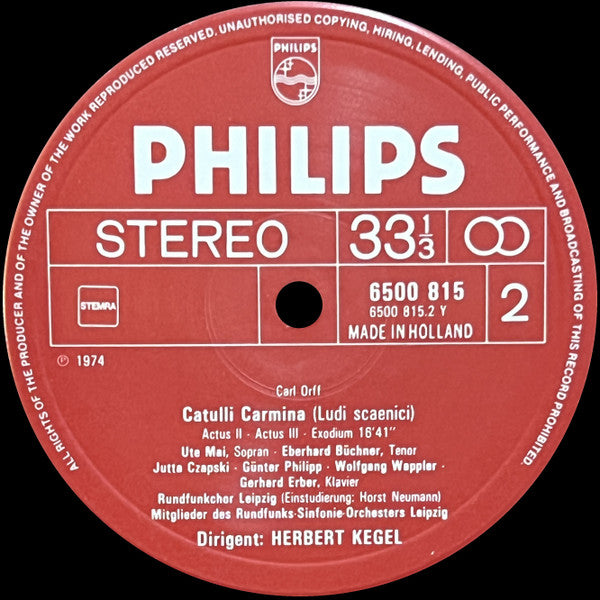 ALL RIGHTS OF THE PRODUCER AND OF THE OWNER OF THE WORK REPRODUCED RESERVED. UNAUTHORISED COPYING, HIRING, LENDING, PUBLIC PERFORMANCE AND BROADCASTING OF THIS RECORD PROHIBITED.
PHILIPS
PHILIPS
STEREO 33⅓
STEMRA 6500 815 2
6500 815.2 Y
MADE IN HOLLAND
℗ 1974
Carl Orff
Catulli Carmina (Ludi scaenici)
Actus II - Actus III - Exodium 16'41"
Ute Mai, Sopran - Eberhard Büchner, Tenor
Jutta Czapski - Günter Philipp - Wolfgang Wappler -
Gerhard Erber, Klavier
Rundfunkchor Leipzig (Einstudierung: Horst Neumann)
Mitglieder des Rundfunks-Sinfonie-Orchesters Leipzig
Dirigent: HERBERT KEGEL